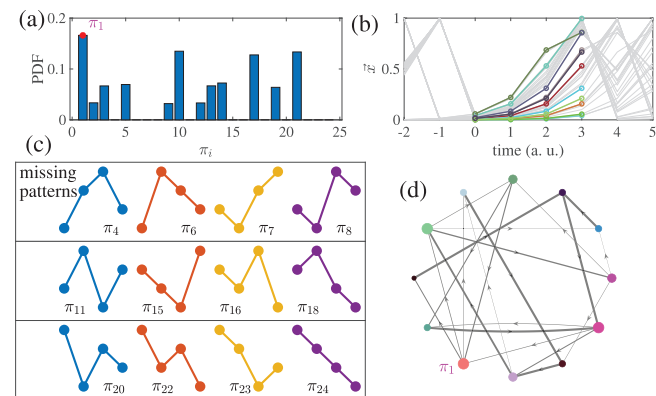 (a)
π₁
0.2
0.1
0
PDF
0 5 10 15 20 25
πᵢ
(b)
1
0.5
0
x̄
-2 -1 0 1 2 3 4 5
time (a. u.)
(c)
missing
patterns
π₄ π₆ π₇ π₈
π₁₁ π₁₅ π₁₆ π₁₈
π₂₀ π₂₂ π₂₃ π₂₄
(d)
π₁